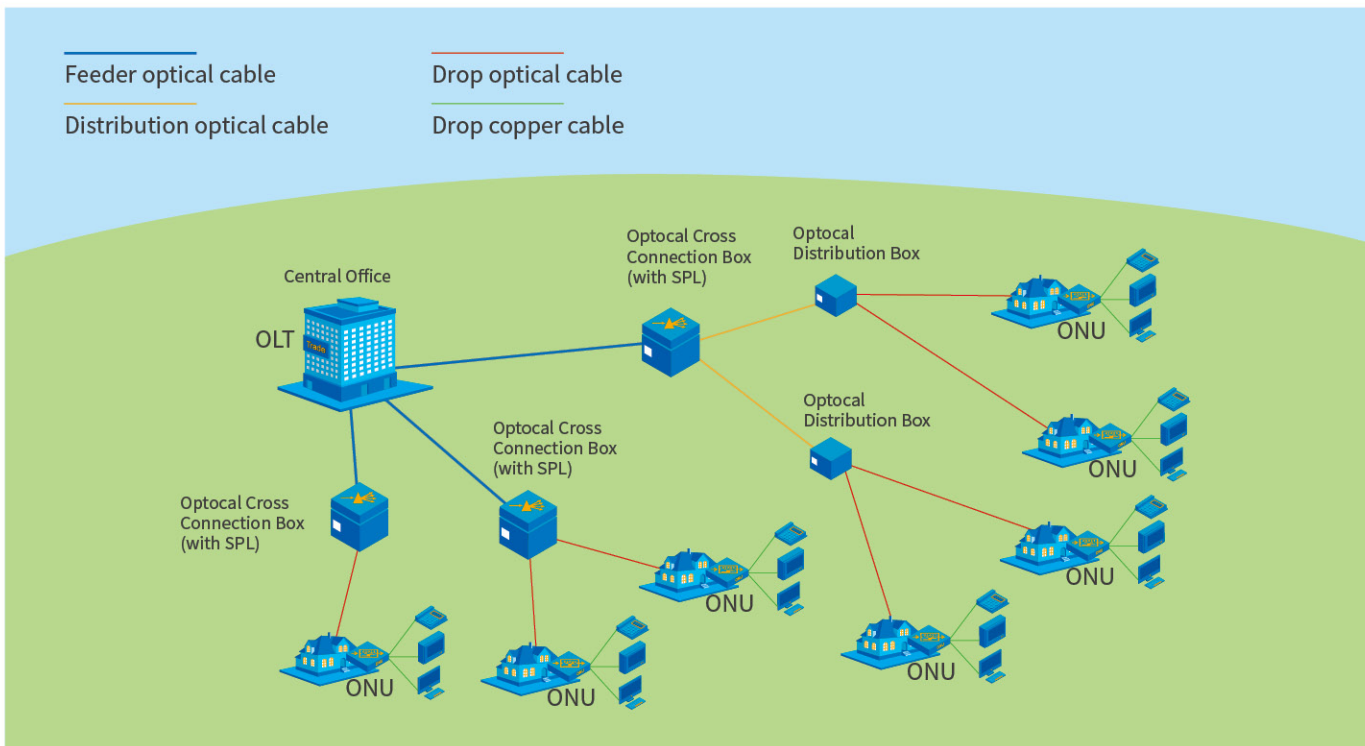 Feeder optical cable
Drop optical cable
Distribution optical cable
Drop copper cable
Optocal Cross
Connection Box
(with SPL)
Optocal
Distribution Box
Central Office
OLT
Trade
ONU
Optocal
Distribution Box
Optocal Cross
Connection Box
(with SPL)
ONU
Optocal Cross
Connection Box
(with SPL)
ONU
ONU
ONU
ONU
ONU